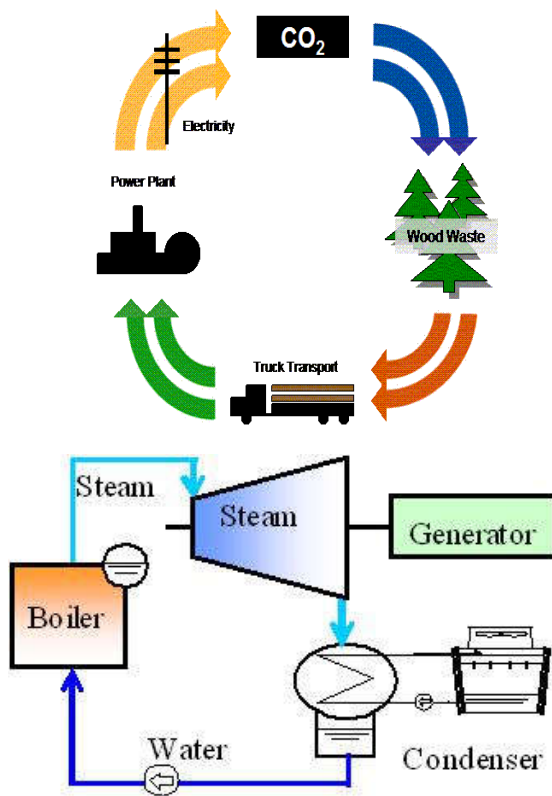 CO₂
Electricity
Power Plant
Wood Waste
Truck Transport
Steam
Steam
Generator
Boiler
Water
Condenser